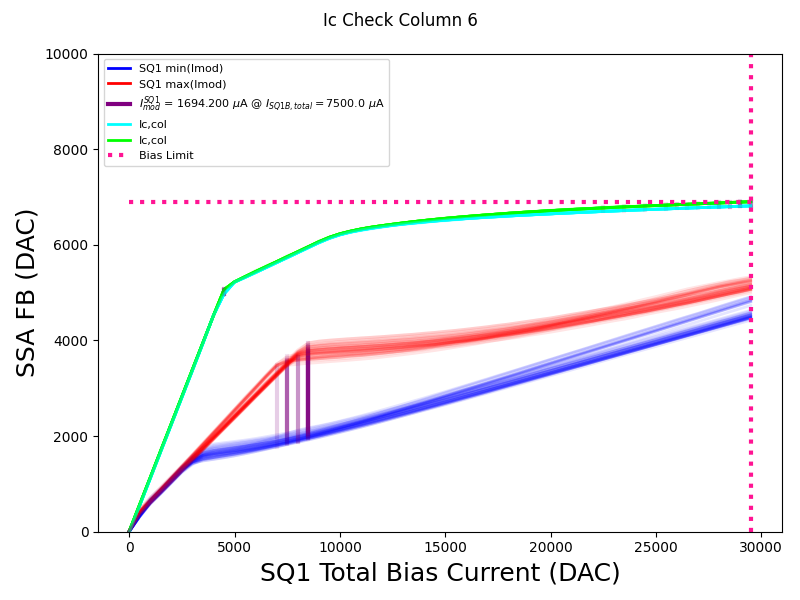 Ic Check Column 6
10000
8000
6000
4000
2000
0
SSA FB (DAC)
SQ1 min(Imod)
SQ1 max(Imod)
I_{mod}^{SQ1} = 1694.200 μA @ I_{SQ1B,total} = 7500.0 μA
Ic,col
Ic,col
Bias Limit
0 5000 10000 15000 20000 25000 30000
SQ1 Total Bias Current (DAC)